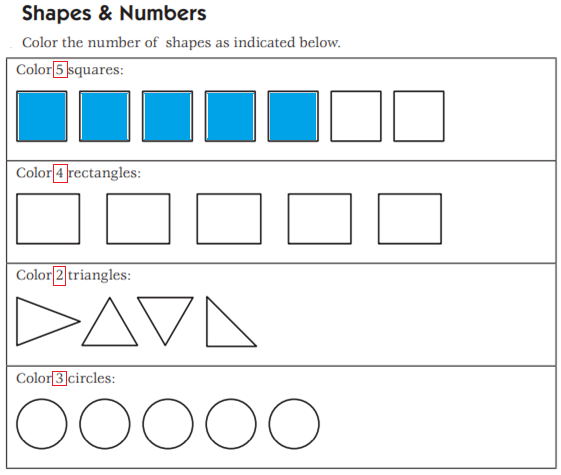 Shapes & Numbers
Color the number of shapes as indicated below.
Color 5 squares:
Color 4 rectangles:
Color 2 triangles:
Color 3 circles: